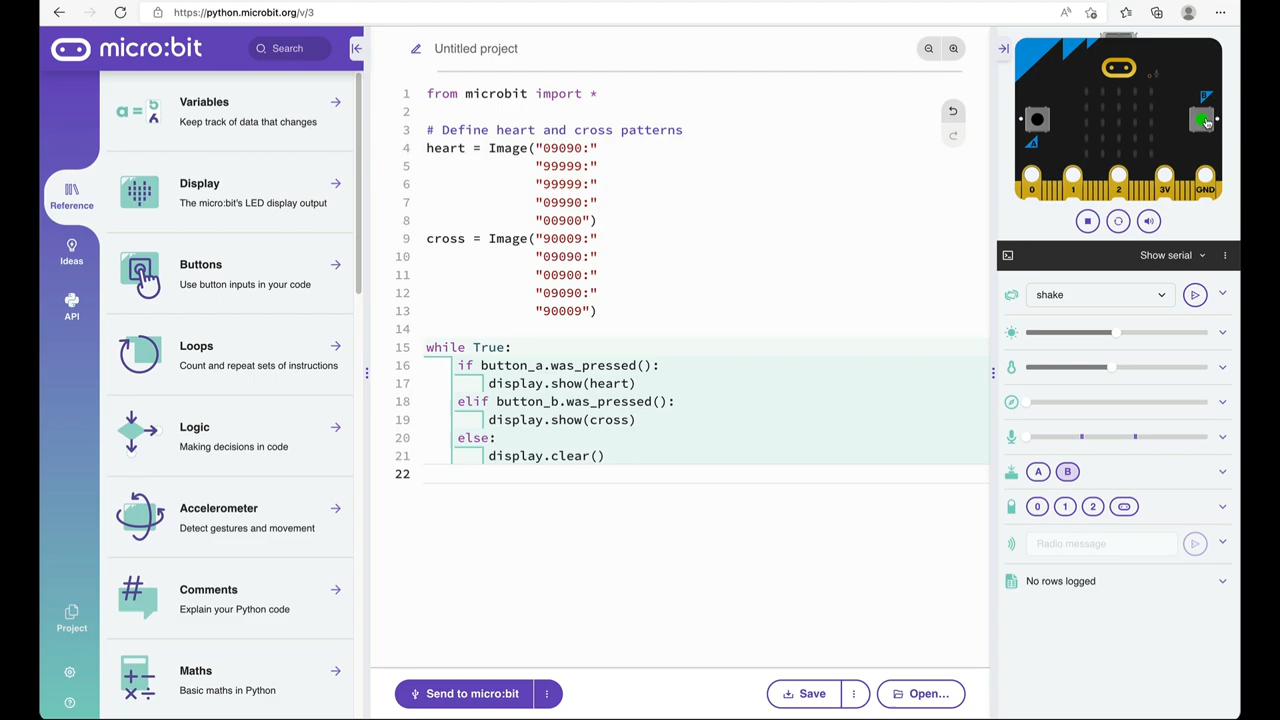 https://python.microbit.org/v/3
micro:bit
Search
Reference
Ideas
API
Project
Variables
Keep track of data that changes
Display
The micro:bit's LED display output
Buttons
Use button inputs in your code
Loops
Count and repeat sets of instructions
Logic
Making decisions in code
Accelerometer
Detect gestures and movement
Comments
Explain your Python code
Maths
Basic maths in Python
Untitled project
1 from microbit import *
2
3 # Define heart and cross patterns
4 heart = Image("09090:"
5 "99999:"
6 "99999:"
7 "09990:"
8 "00900")
9 cross = Image("90009:"
10 "09090:"
11 "00900:"
12 "09090:"
13 "90009")
14
15 while True:
16 if button_a.was_pressed():
17 display.show(heart)
18 elif button_b.was_pressed():
19 display.show(cross)
20 else:
21 display.clear()
22
Send to micro:bit
Save
Open...
B
A
0 1 2 3V GND
Show serial
shake
A B
0 1 2
Radio message
No rows logged